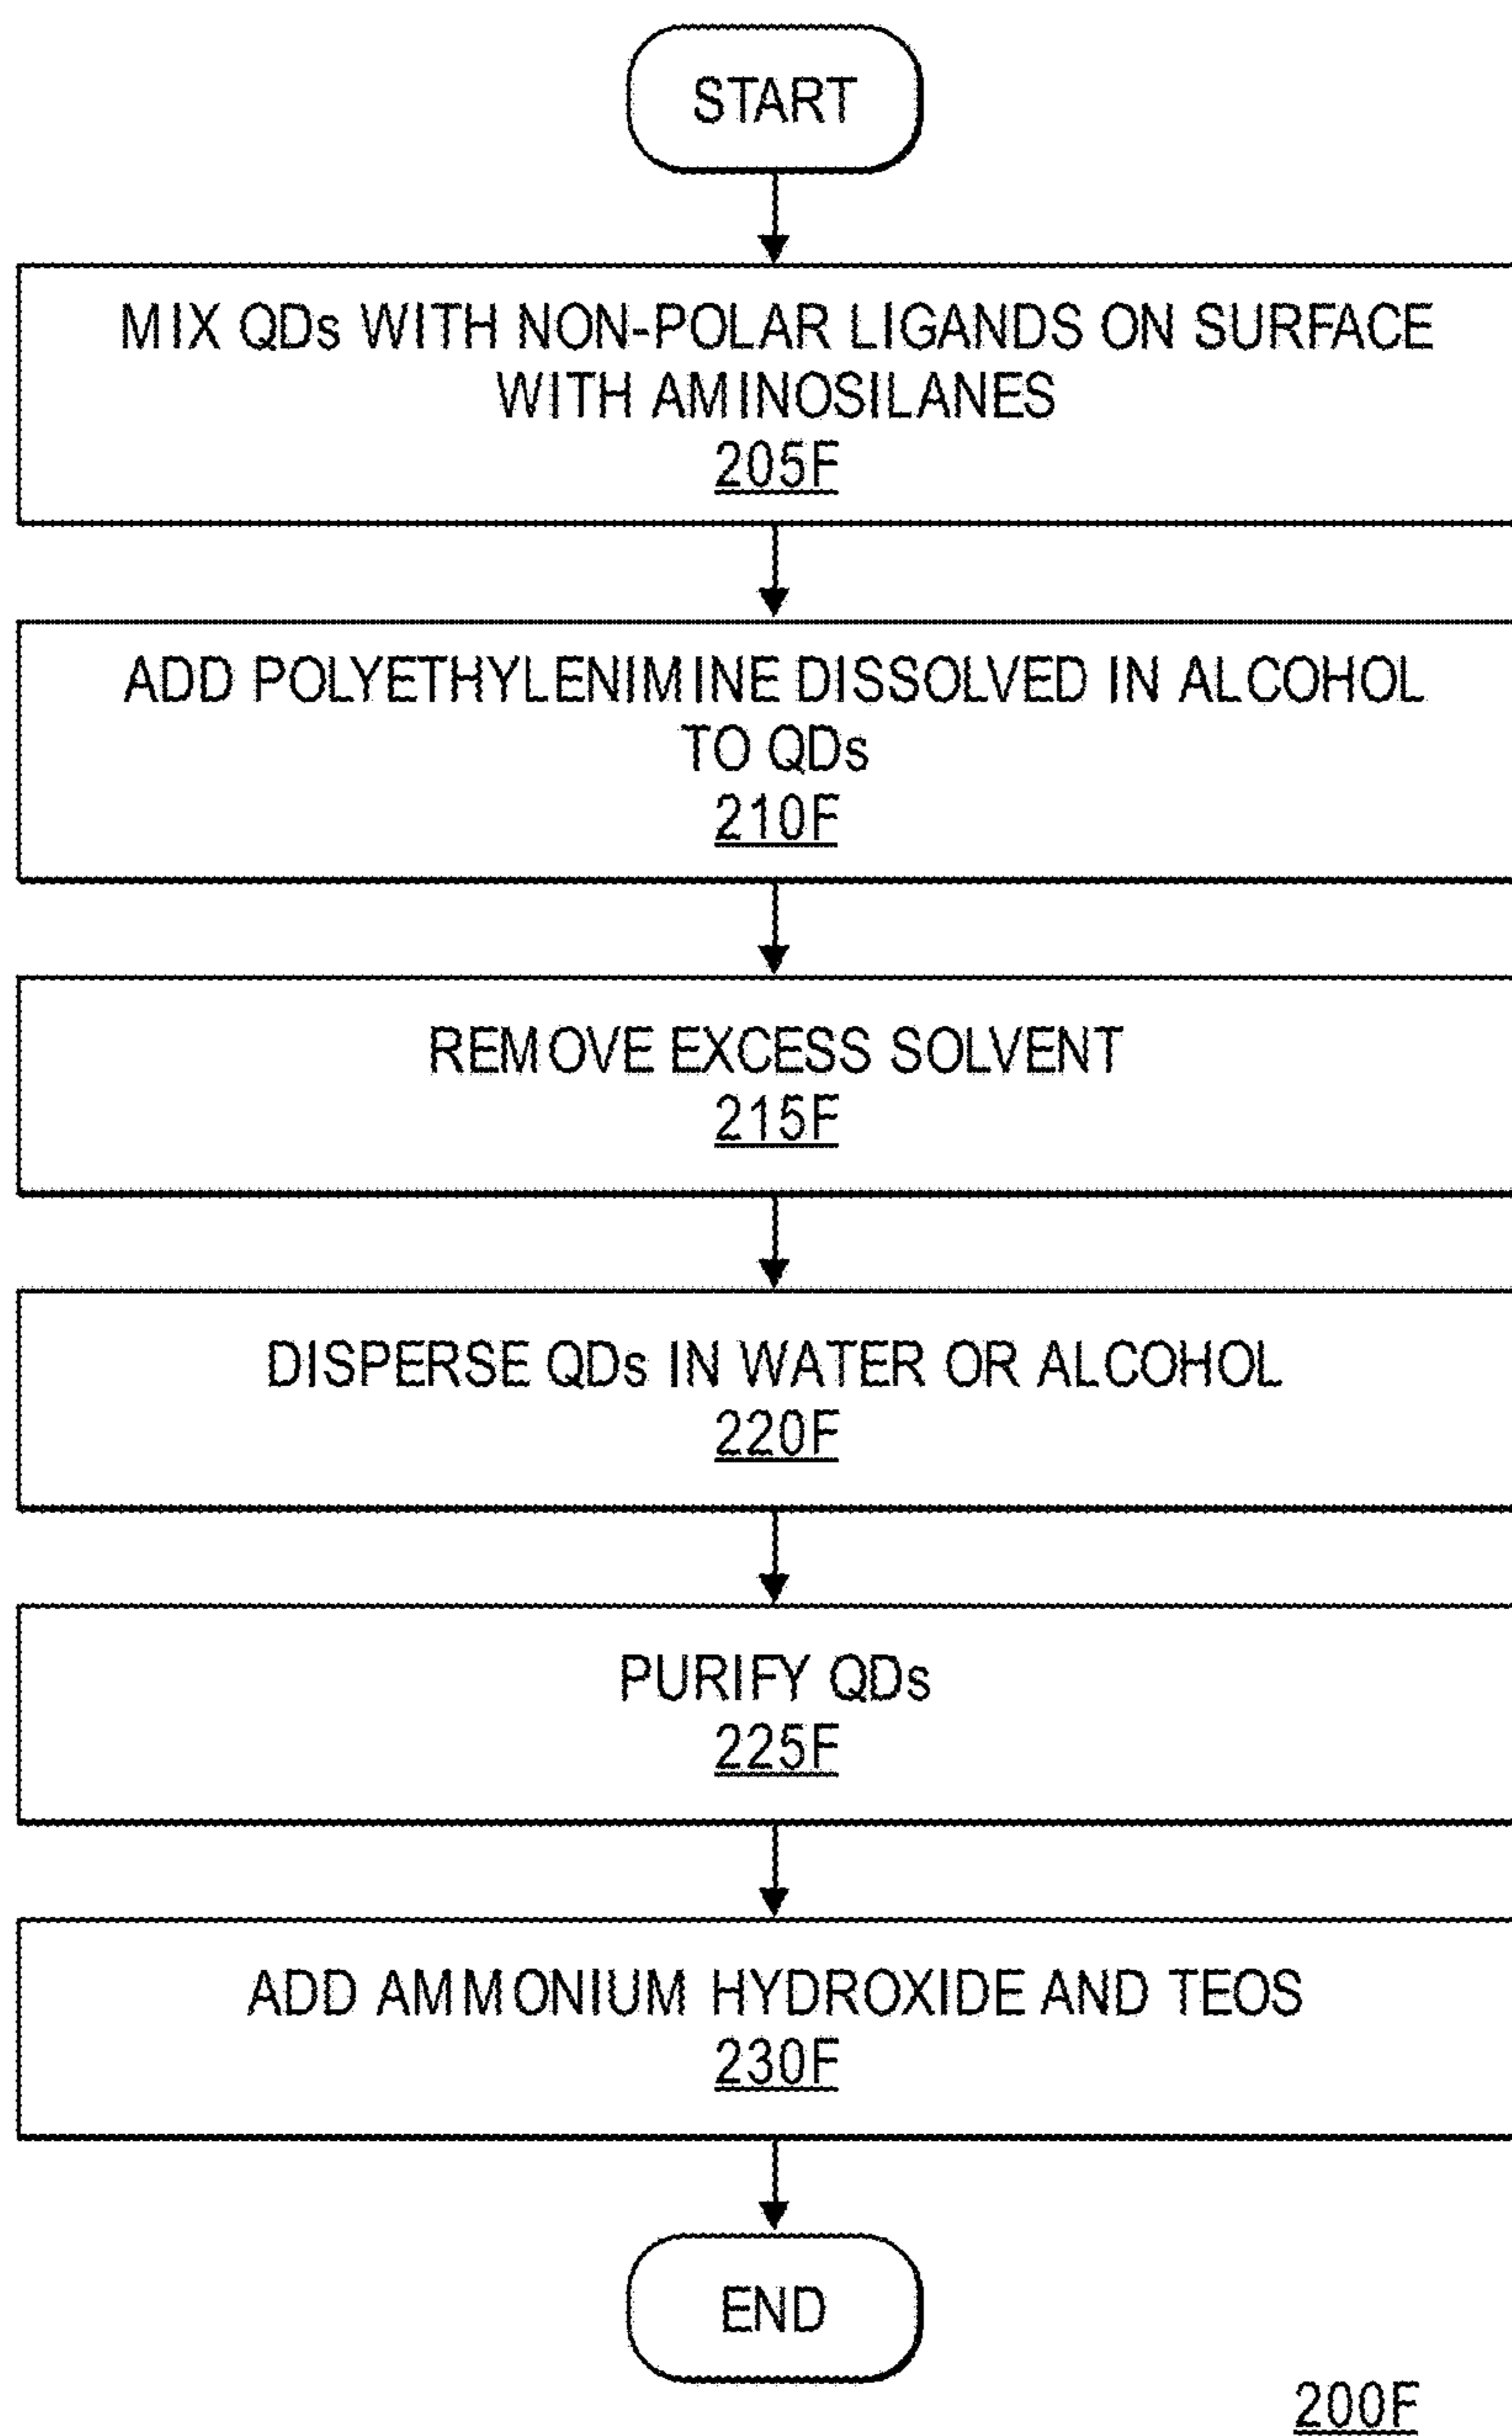 START
MIX QDs WITH NON-POLAR LIGANDS ON SURFACE
WITH AMINOSILANES
205F
ADD POLYETHYLENIMINE DISSOLVED IN ALCOHOL
TO QDs
210F
REMOVE EXCESS SOLVENT
215F
DISPERSE QDs IN WATER OR ALCOHOL
220F
PURIFY QDs
225F
ADD AMMONIUM HYDROXIDE AND TEOS
230F
END
200F